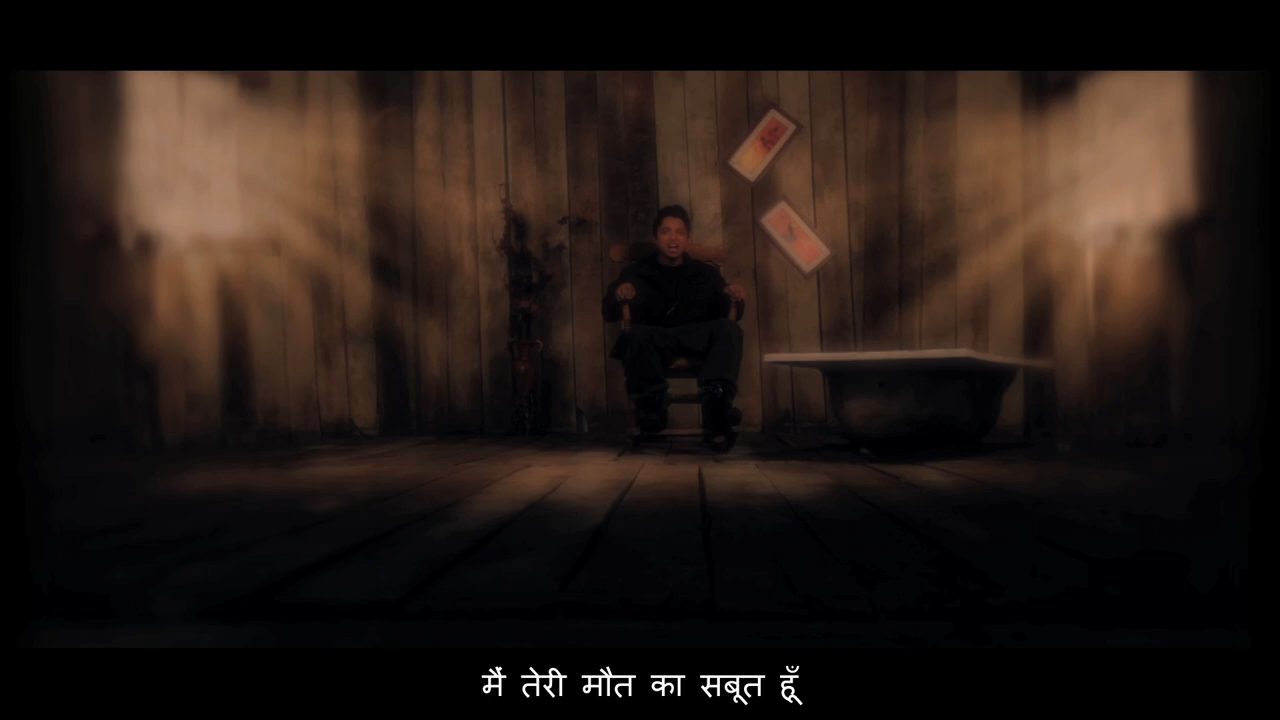 मैं तेरी मौत का सबूत हूँ